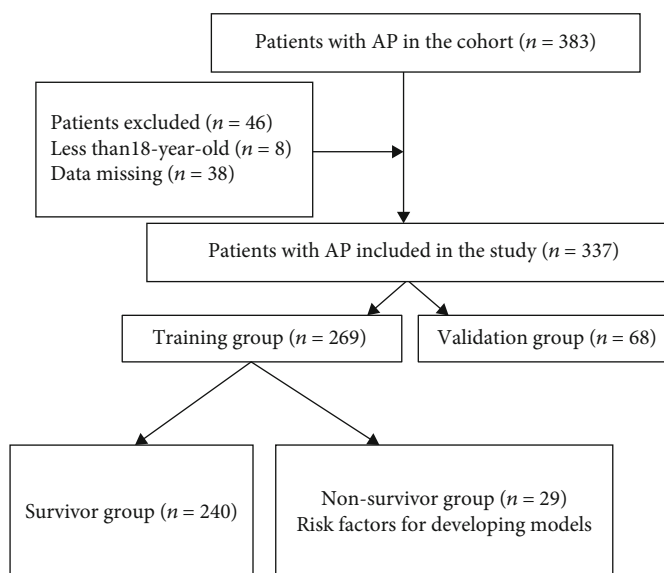 Patients with AP in the cohort (n = 383)
Patients excluded (n = 46)
Less than18-year-old (n = 8)
Data missing (n = 38)
Patients with AP included in the study (n = 337)
Training group (n = 269)
Validation group (n = 68)
Survivor group (n = 240)
Non-survivor group (n = 29)
Risk factors for developing models